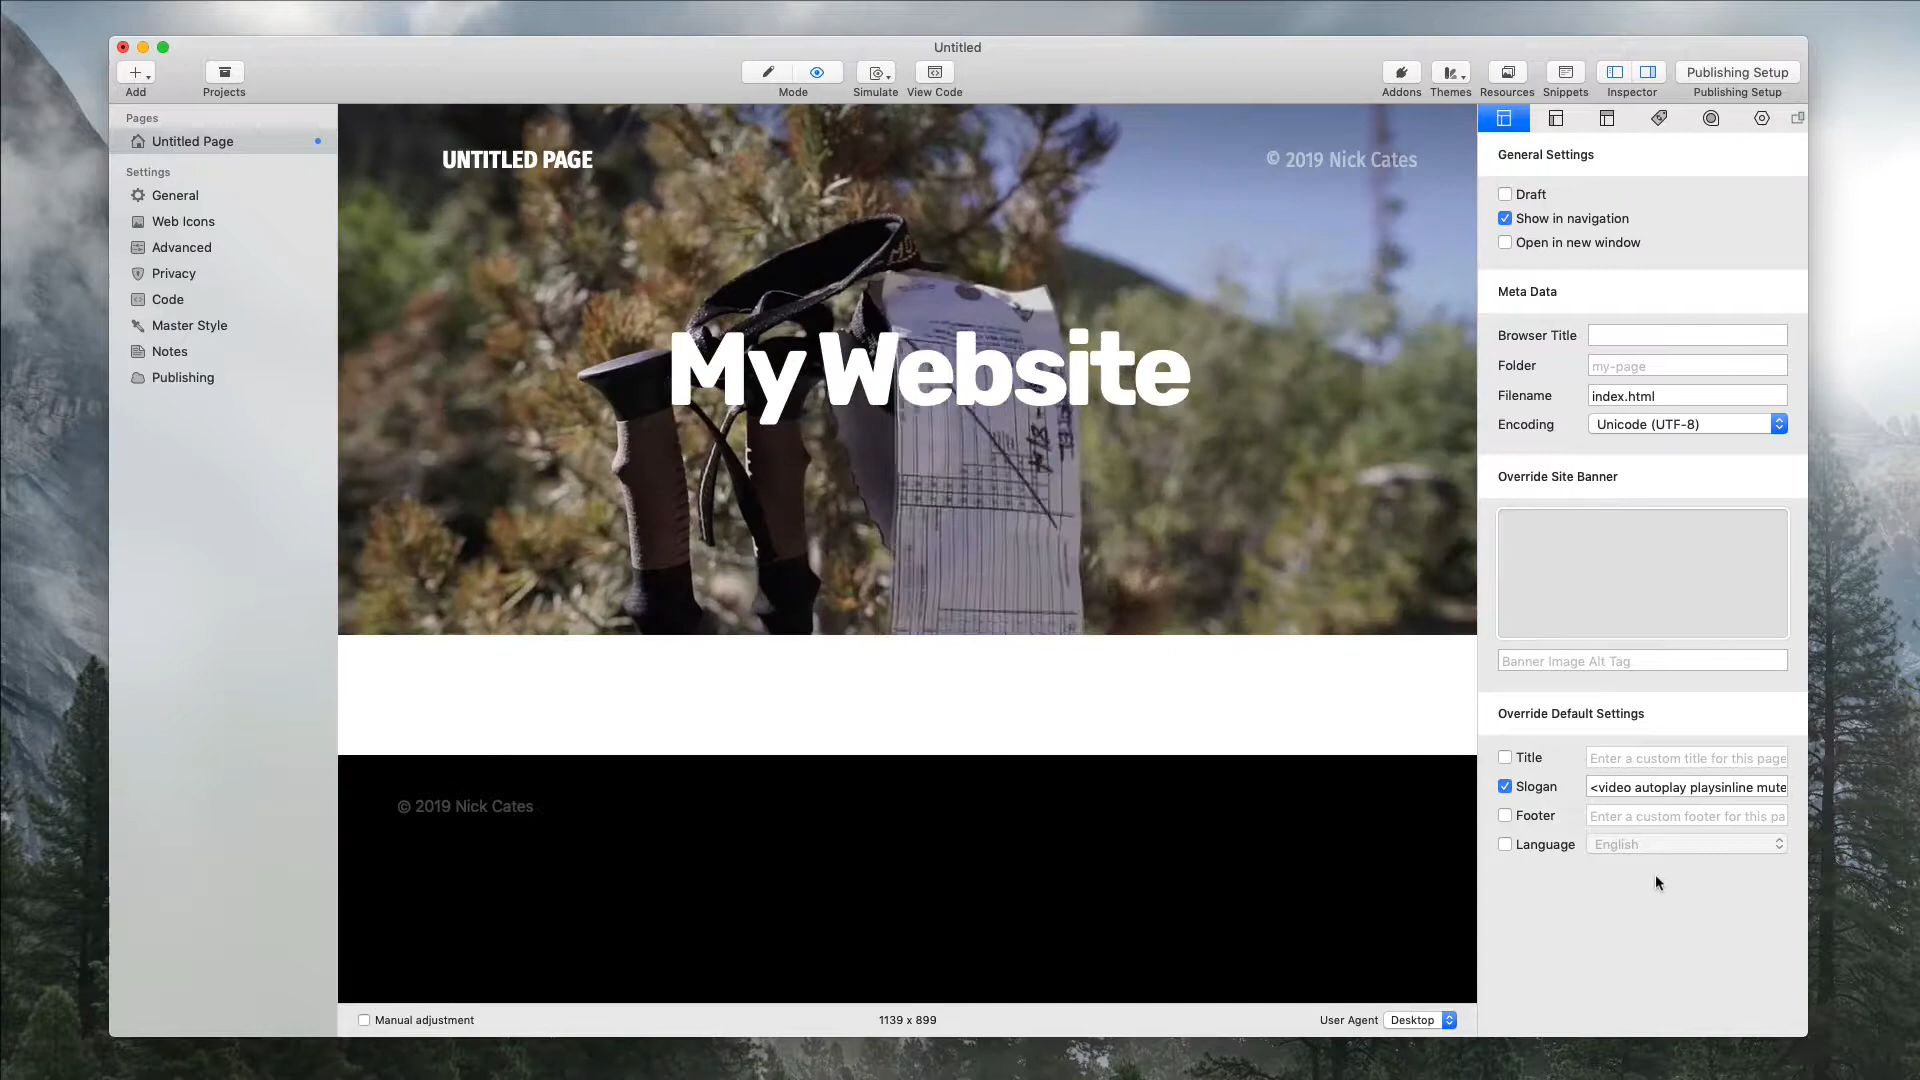 Untitled
Add
Projects
Mode
Simulate
View Code
Addons
Themes
Resources
Snippets
Inspector
Publishing Setup
Publishing Setup
Pages
Untitled Page
Settings
General
Web Icons
Advanced
Privacy
Code
Master Style
Notes
Publishing
UNTITLED PAGE
© 2019 Nick Cates
My Website
© 2019 Nick Cates
Manual adjustment
1139 x 899
User Agent Desktop
General Settings
Draft
Show in navigation
Open in new window
Meta Data
Browser Title
Folder my-page
Filename index.html
Encoding Unicode (UTF-8)
Override Site Banner
Banner Image Alt Tag
Override Default Settings
Title Enter a custom title for this page
Slogan <video autoplay playsinline mute
Footer Enter a custom footer for this pa
Language English